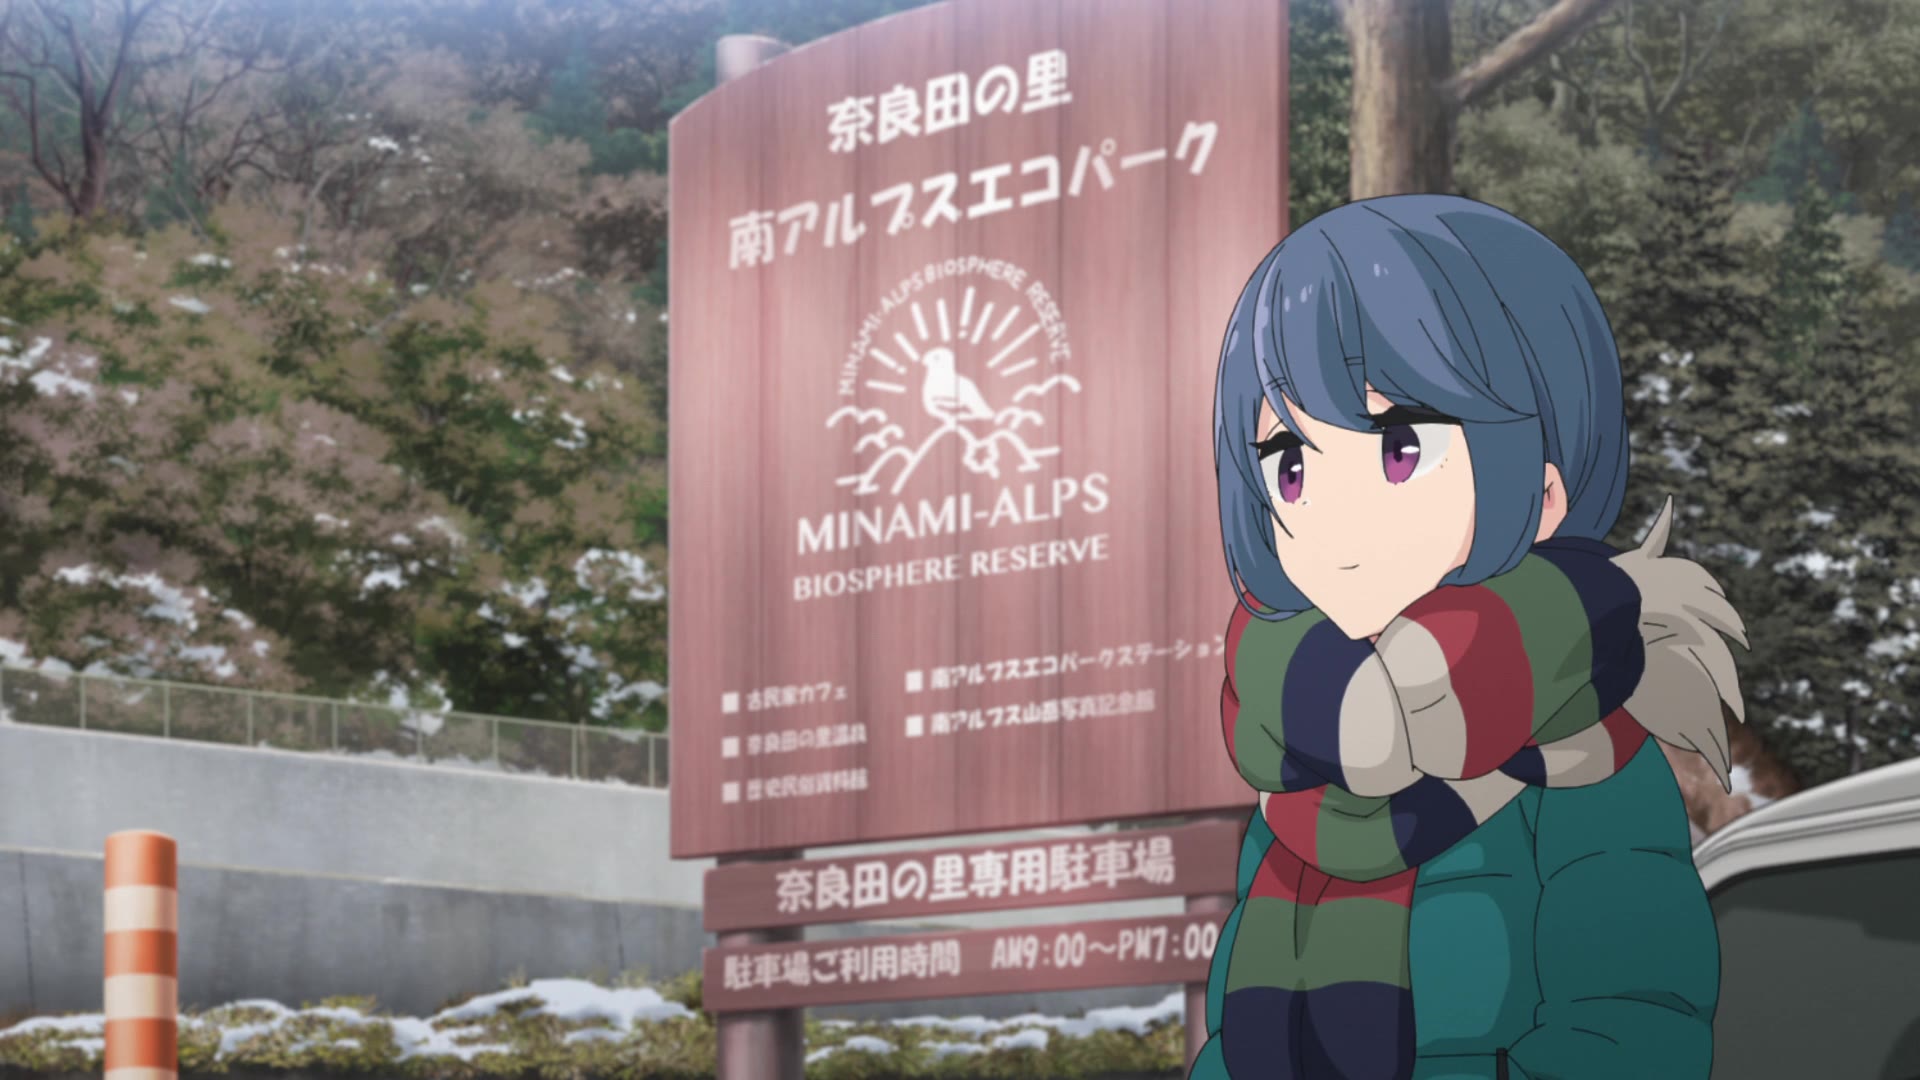 奈良田の里
南アルプスエコパーク
MINAMI-ALPS BIOSPHERE RESERVE
MINAMI-ALPS
BIOSPHERE RESERVE
■ 古民家カフェ
■ 奈良田の里温泉
■ 歴史民俗資料館
■ 南アルプスエコパークステーション
■ 南アルプス山岳写真記念館
奈良田の里専用駐車場
駐車場ご利用時間 AM9:00～PM7:00